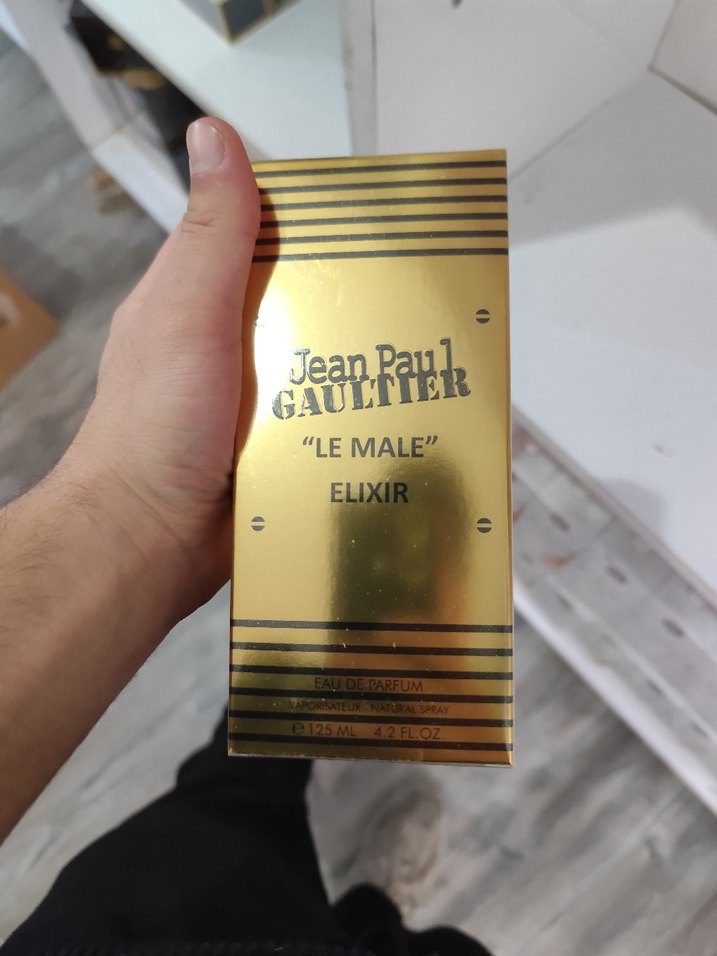 Jean Paul
GAULTIER
“LE MALE”
ELIXIR
EAU DE PARFUM
VAPORISATEUR - NATURAL SPRAY
℮125 ML 4.2 FL.OZ.